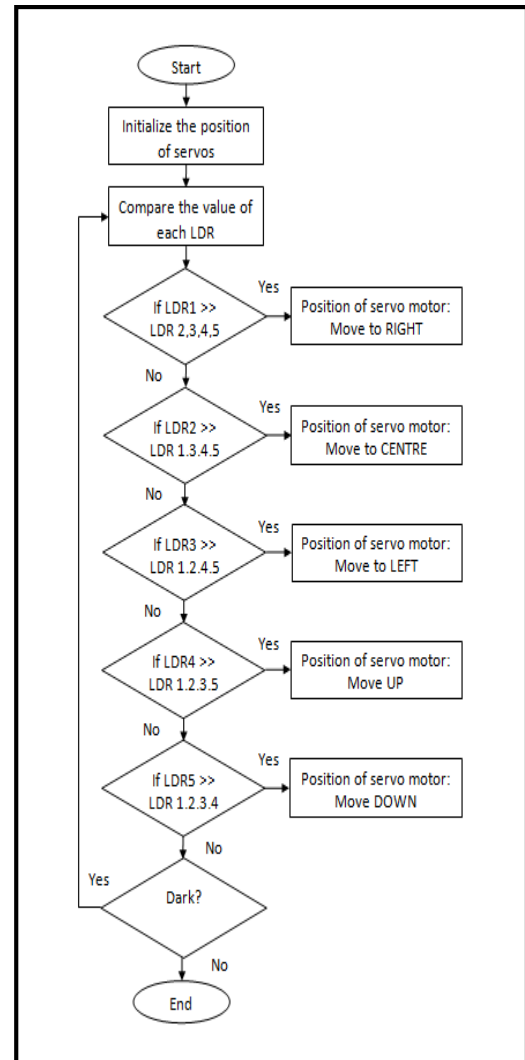 Start
Initialize the position
of servos
Compare the value of
each LDR
If LDR1 >>
LDR 2,3,4,5
Yes
Position of servo motor:
Move to RIGHT
No
If LDR2 >>
LDR 1.3.4.5
Yes
Position of servo motor:
Move to CENTRE
No
If LDR3 >>
LDR 1.2.4.5
Yes
Position of servo motor:
Move to LEFT
No
If LDR4 >>
LDR 1.2.3.5
Yes
Position of servo motor:
Move UP
No
If LDR5 >>
LDR 1.2.3.4
Yes
Position of servo motor:
Move DOWN
No
Yes
Dark?
No
End